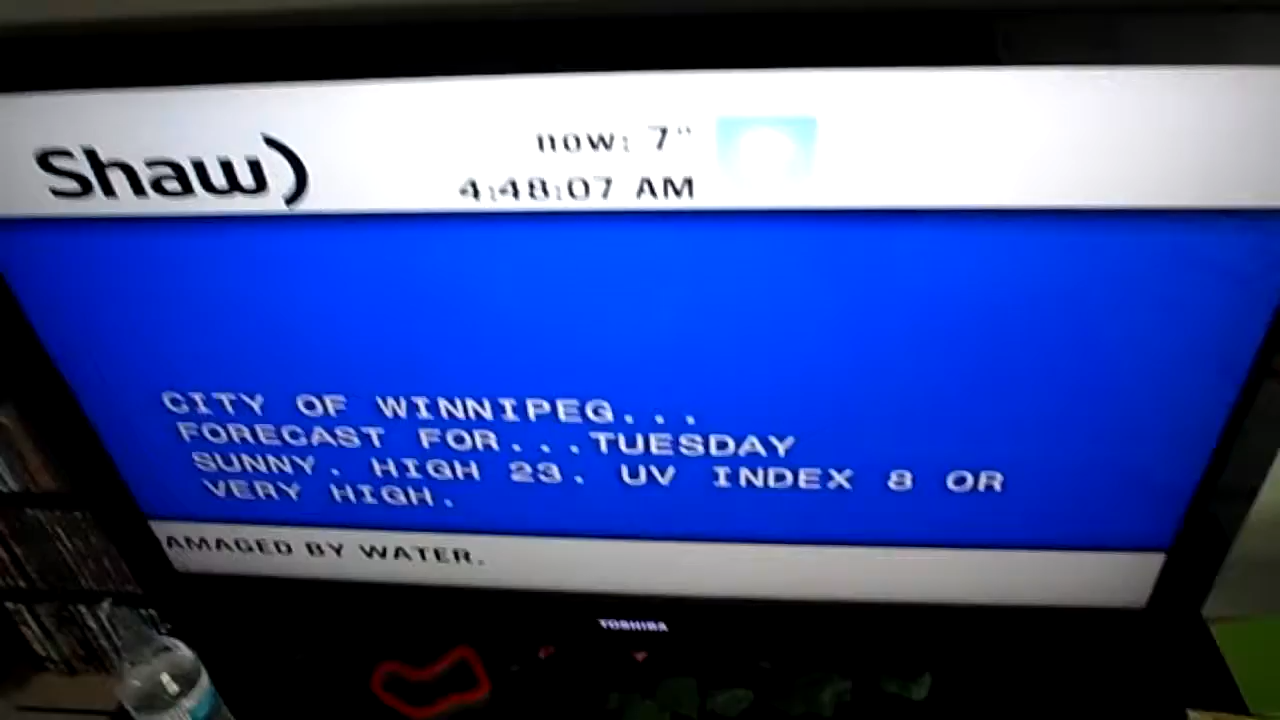 Shaw)
now: 7°
4:48:07 AM
CITY OF WINNIPEG...
FORECAST FOR...TUESDAY
SUNNY. HIGH 23. UV INDEX 8 OR
VERY HIGH.
AMAGED BY WATER.
TOSHIBA